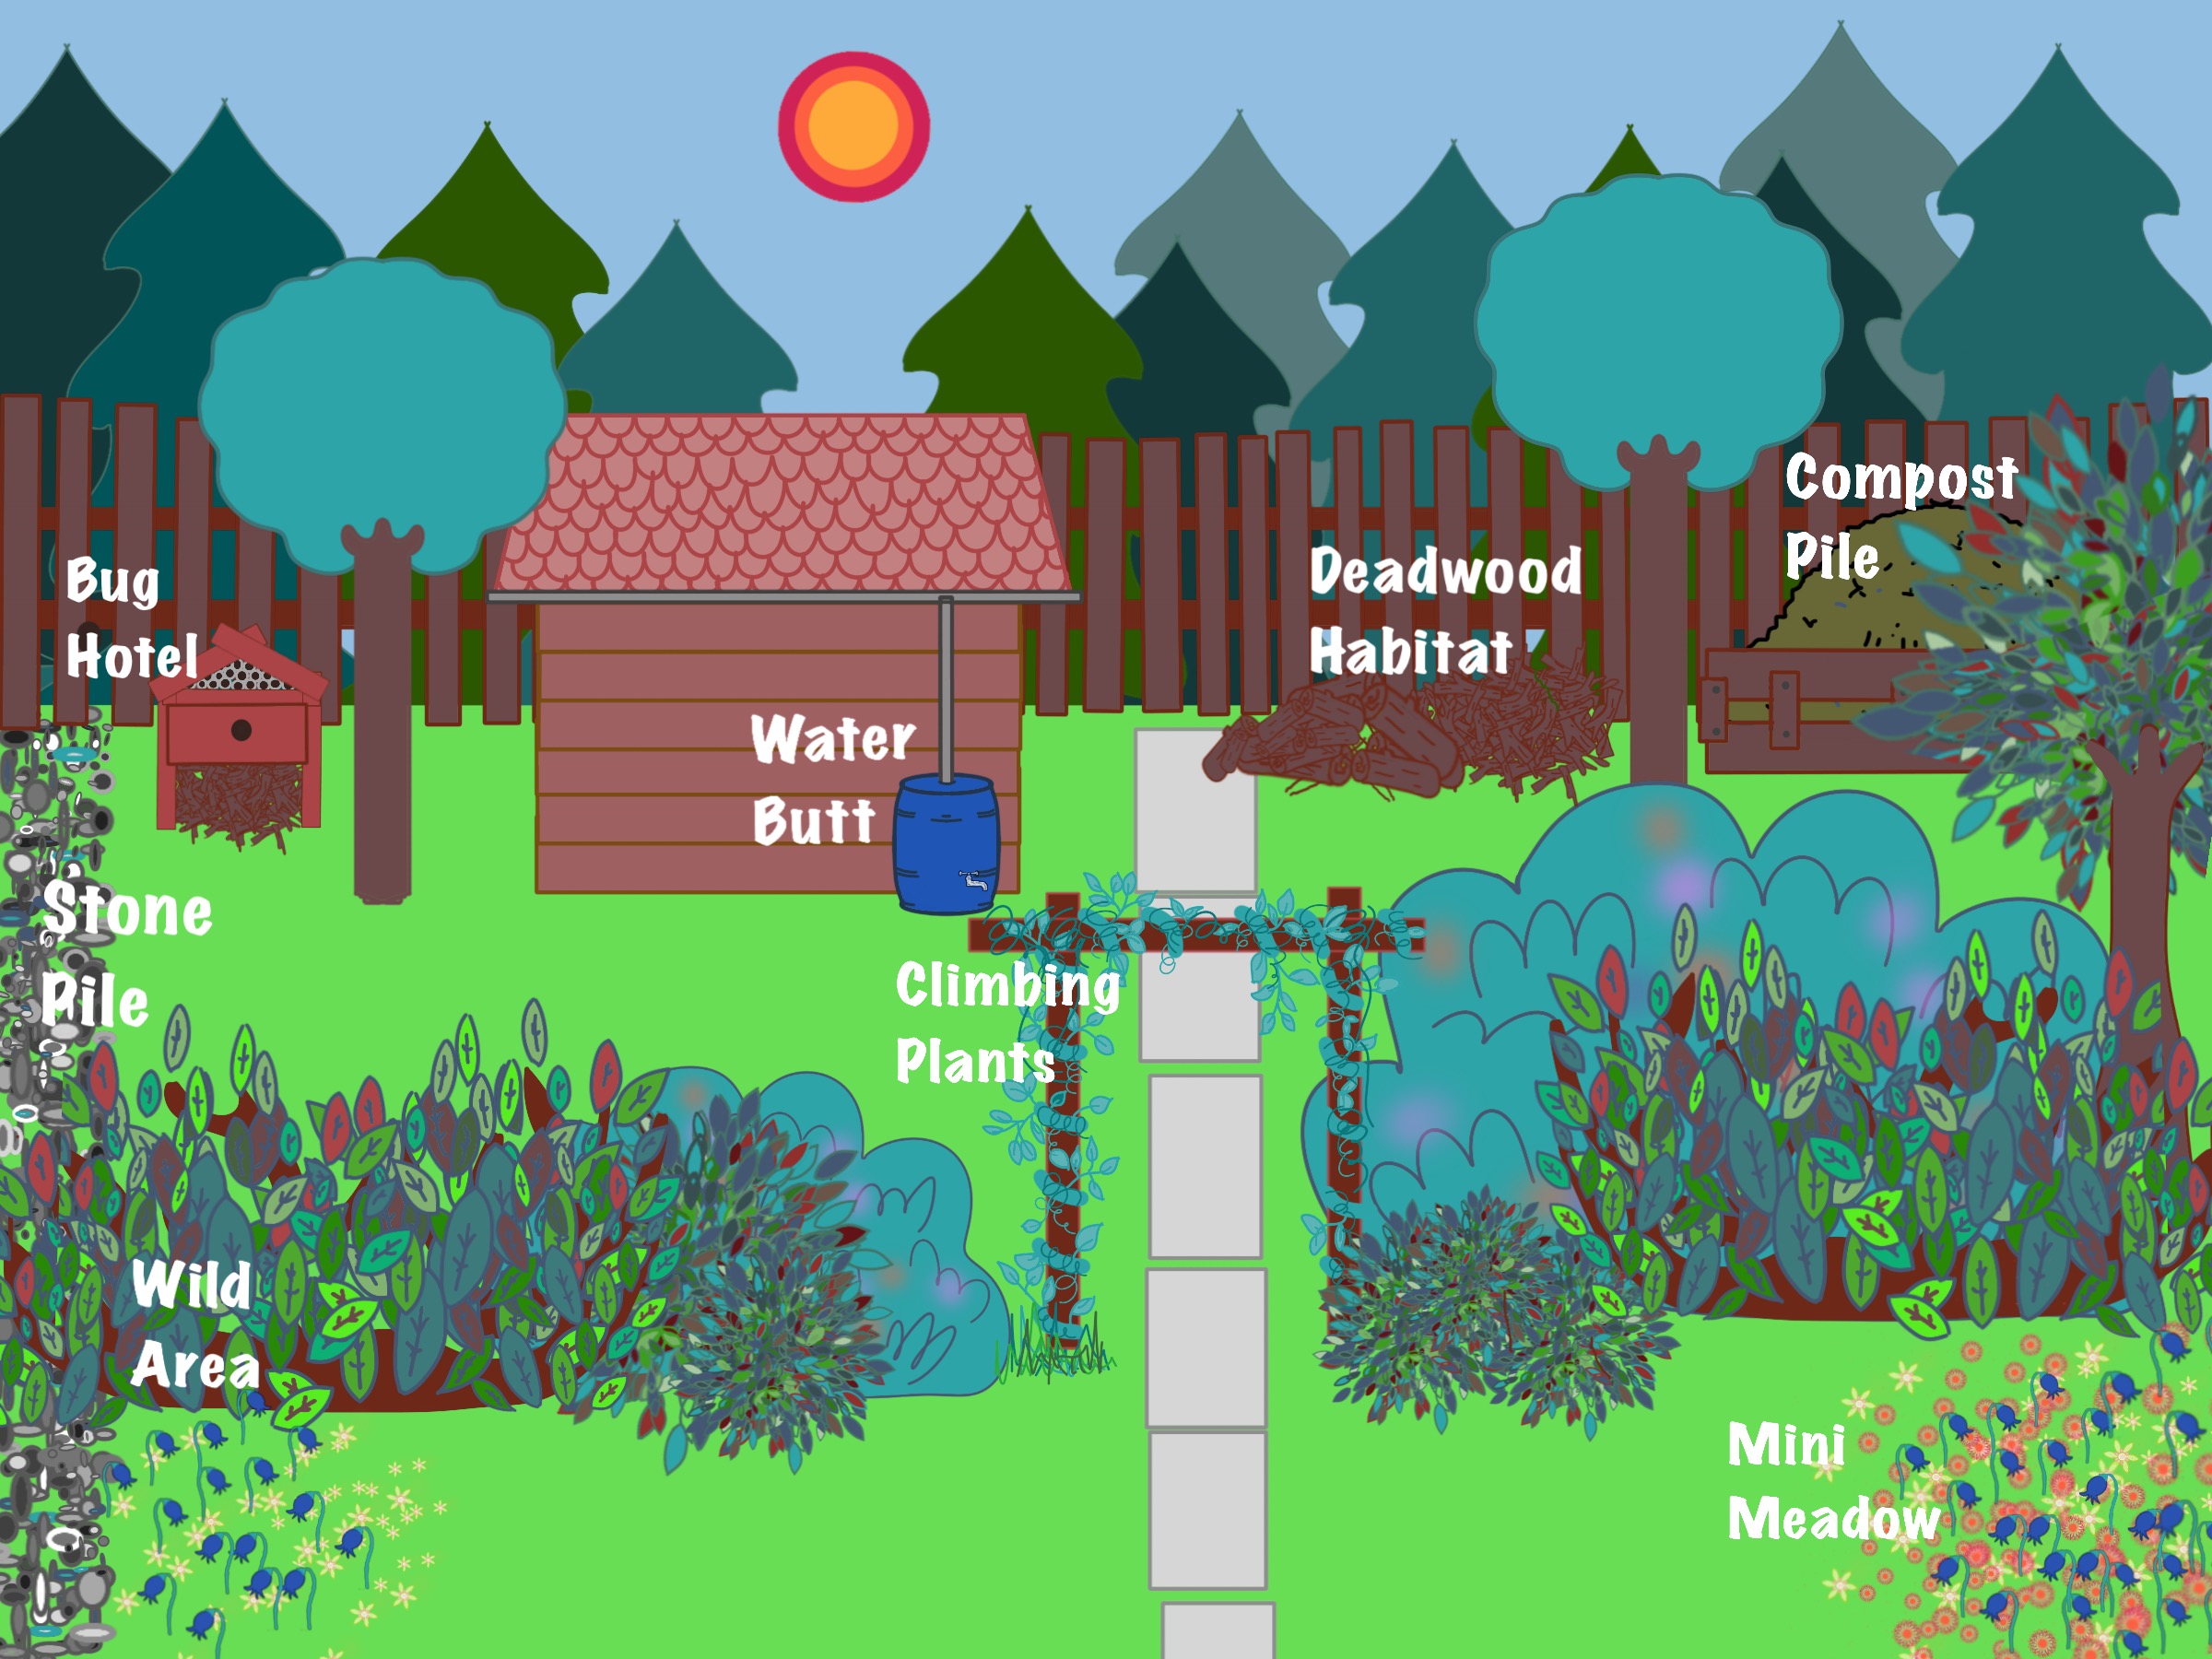 Compost
Pile
Deadwood
Habitat
Bug
Hotel
Water
Butt
Stone
Pile
Climbing
Plants
Wild
Area
Mini
Meadow